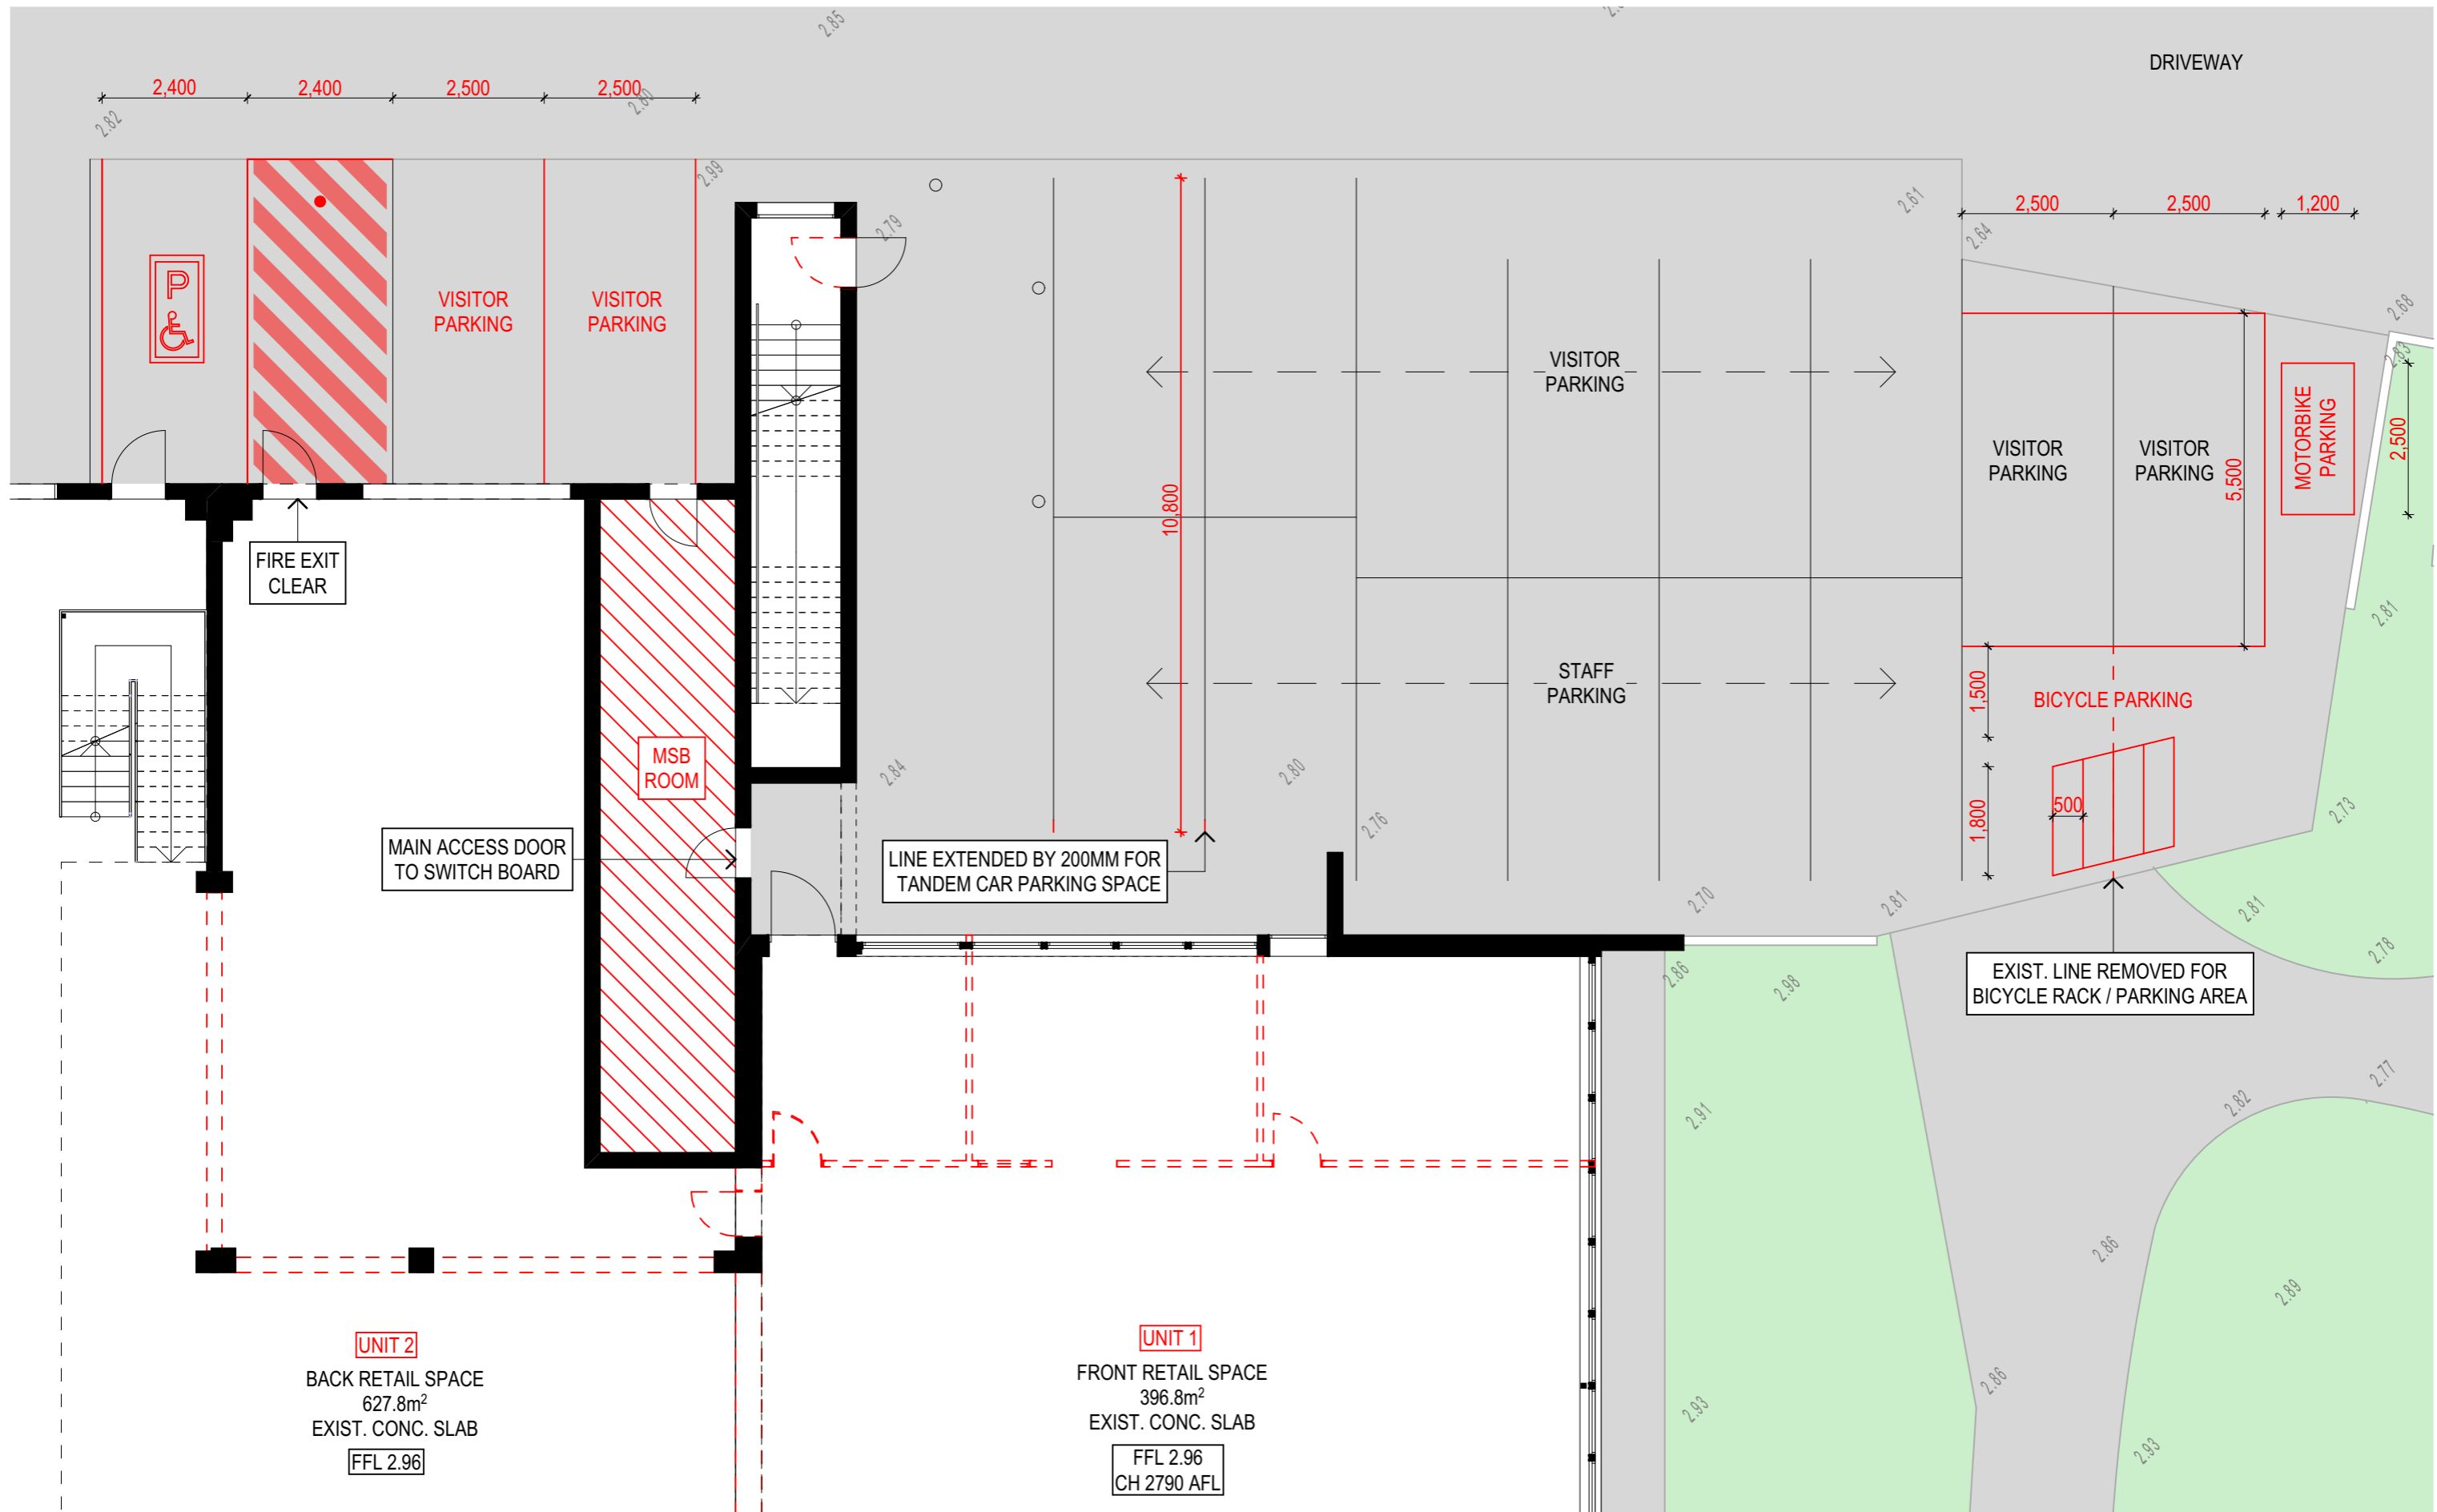 2.85
DRIVEWAY
2,400
2,400
2,500
2,500
2.80
2.82
2.99
2.79
2.61
2.64
2,500
2,500
1,200
P
VISITOR
PARKING
VISITOR
PARKING
VISITOR
PARKING
10,800
VISITOR
PARKING
VISITOR
PARKING
5,500
MOTORBIKE
PARKING
2,500
2.68
2.83
FIRE EXIT
CLEAR
2.81
STAFF
PARKING
1,500
BICYCLE PARKING
MSB
ROOM
2.84
2.80
2.76
1,800
500
2.73
MAIN ACCESS DOOR
TO SWITCH BOARD
LINE EXTENDED BY 200MM FOR
TANDEM CAR PARKING SPACE
2.70
2.81
2.81
2.78
2.86
2.98
EXIST. LINE REMOVED FOR
BICYCLE RACK / PARKING AREA
2.91
2.82
2.77
2.86
2.89
2.86
2.93
2.93
UNIT 2
BACK RETAIL SPACE
627.8m²
EXIST. CONC. SLAB
FFL 2.96
UNIT 1
FRONT RETAIL SPACE
396.8m²
EXIST. CONC. SLAB
FFL 2.96
CH 2790 AFL